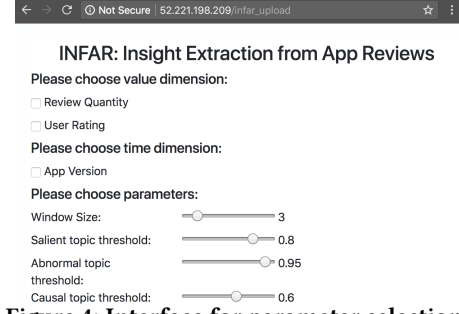 Not Secure | 52.221.198.209/infar_upload
INFAR: Insight Extraction from App Reviews
Please choose value dimension:
Review Quantity
User Rating
Please choose time dimension:
App Version
Please choose parameters:
Window Size: 3
Salient topic threshold: 0.8
Abnormal topic threshold: 0.95
Causal topic threshold: 0.6
Figure 4: Interface for parameter selection